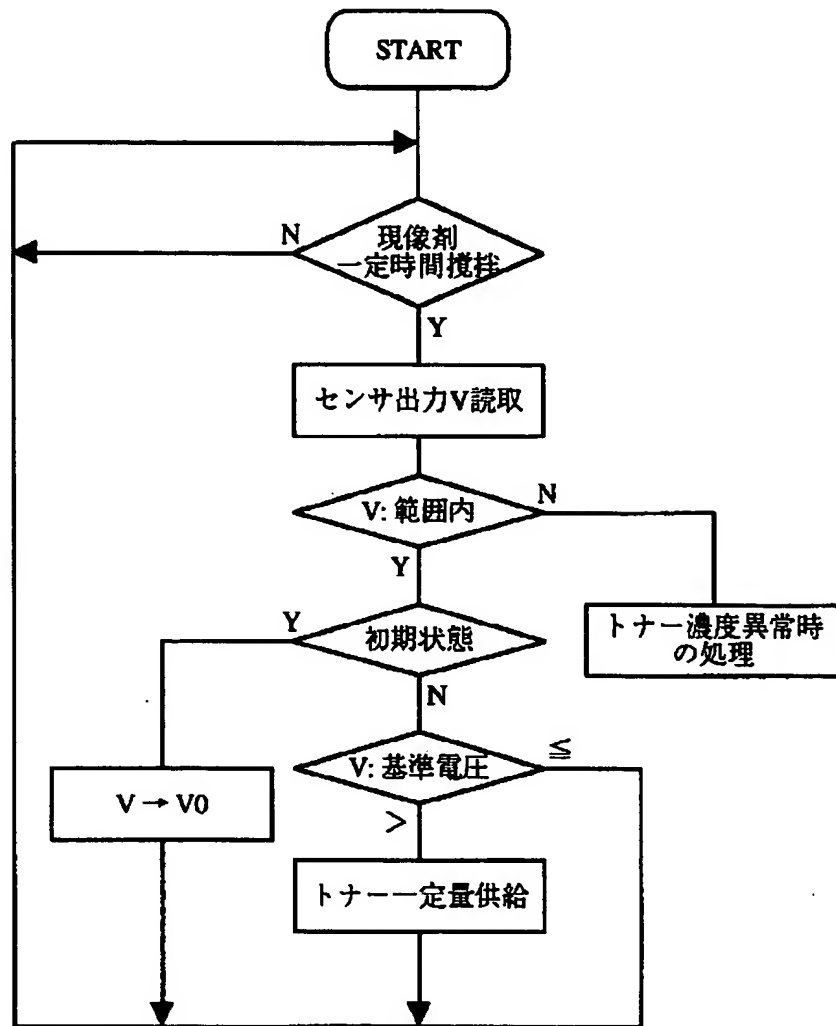 START
N
現像剤
一定時間攪拌
Y
センサ出力V読取
V: 範囲内
N
Y
トナー濃度異常時
の処理
Y
初期状態
N
V: 基準電圧
≦
V → V0
>
トナー一定量供給